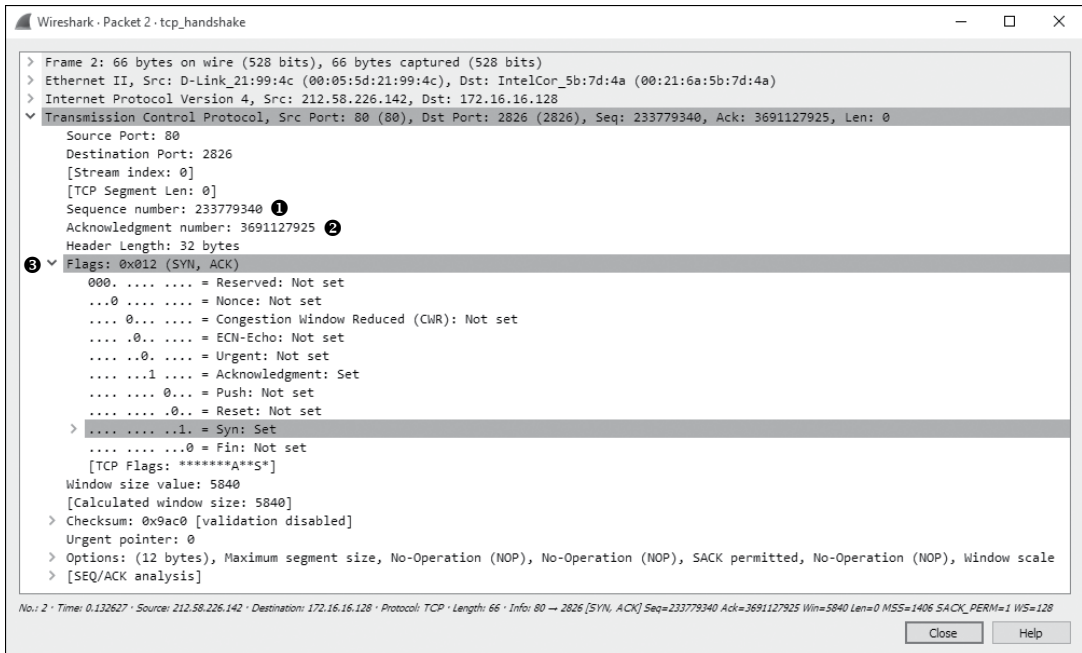 Wireshark · Packet 2 · tcp_handshake
Frame 2: 66 bytes on wire (528 bits), 66 bytes captured (528 bits)
Ethernet II, Src: D-Link_21:99:4c (00:05:5d:21:99:4c), Dst: IntelCor_5b:7d:4a (00:21:6a:5b:7d:4a)
Internet Protocol Version 4, Src: 212.58.226.142, Dst: 172.16.16.128
Transmission Control Protocol, Src Port: 80 (80), Dst Port: 2826 (2826), Seq: 233779340, Ack: 3691127925, Len: 0
Source Port: 80
Destination Port: 2826
[Stream index: 0]
[TCP Segment Len: 0]
Sequence number: 233779340 ❶
Acknowledgment number: 3691127925 ❷
Header Length: 32 bytes
❸ Flags: 0x012 (SYN, ACK)
000. .... .... = Reserved: Not set
...0 .... .... = Nonce: Not set
.... 0... .... = Congestion Window Reduced (CWR): Not set
.... .0.. .... = ECN-Echo: Not set
.... ..0. .... = Urgent: Not set
.... ...1 .... = Acknowledgment: Set
.... .... 0... = Push: Not set
.... .... .0.. = Reset: Not set
.... .... ..1. = Syn: Set
.... .... ...0 = Fin: Not set
[TCP Flags: *******A**S*]
Window size value: 5840
[Calculated window size: 5840]
Checksum: 0x9ac0 [validation disabled]
Urgent pointer: 0
Options: (12 bytes), Maximum segment size, No-Operation (NOP), No-Operation (NOP), SACK permitted, No-Operation (NOP), Window scale
[SEQ/ACK analysis]
No.: 2 · Time: 0.132627 · Source: 212.58.226.142 · Destination: 172.16.16.128 · Protocol: TCP · Length: 66 · Info: 80 → 2826 [SYN, ACK] Seq=233779340 Ack=3691127925 Win=5840 Len=0 MSS=1406 SACK_PERM=1 WS=128
Close Help